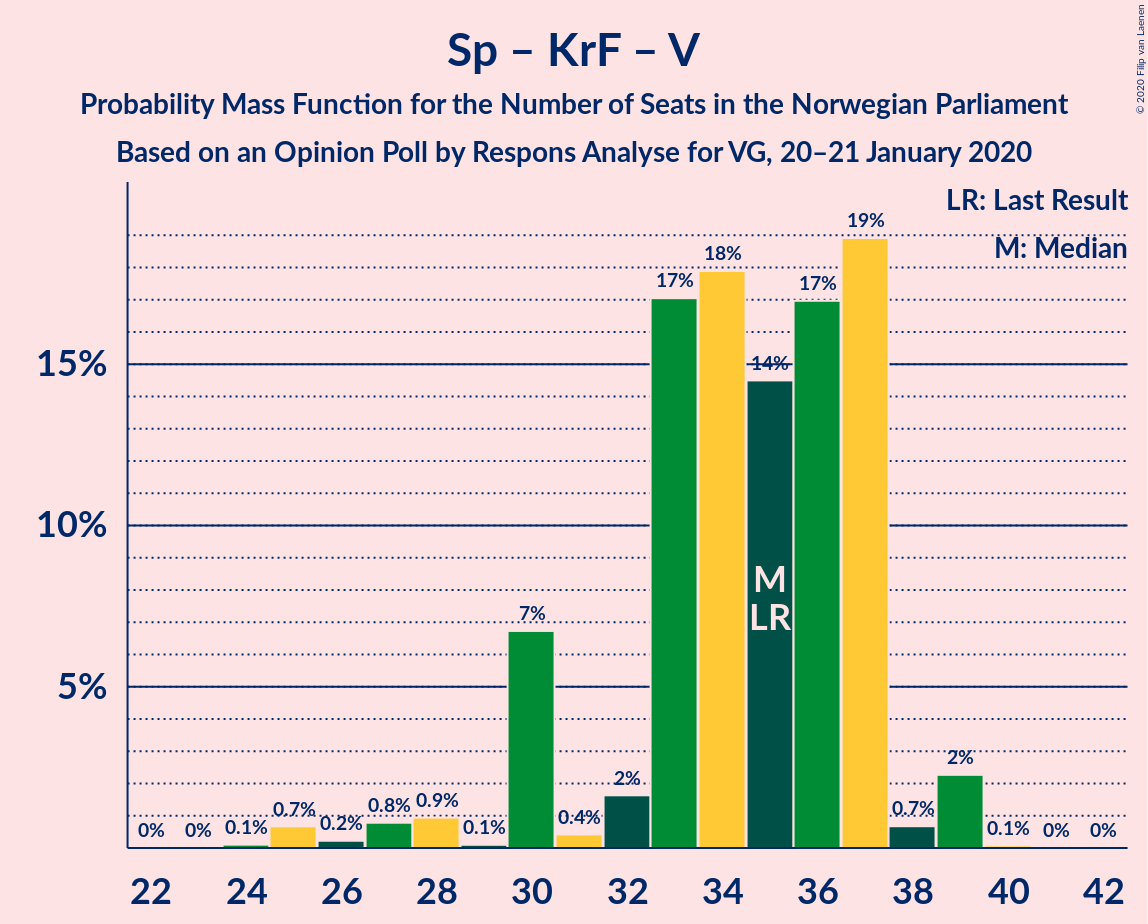 Sp – KrF – V
Probability Mass Function for the Number of Seats in the Norwegian Parliament
Based on an Opinion Poll by Respons Analyse for VG, 20–21 January 2020
© 2020 Filip van Laenen
LR: Last Result
M: Median
15%
10%
5%
0% 0% 0.1% 0.7% 0.2% 0.8% 0.9% 0.1% 7% 0.4% 2% 17% 18% 14% 17% 19% 0.7% 2% 0.1% 0% 0%
M
LR
22 24 26 28 30 32 34 36 38 40 42